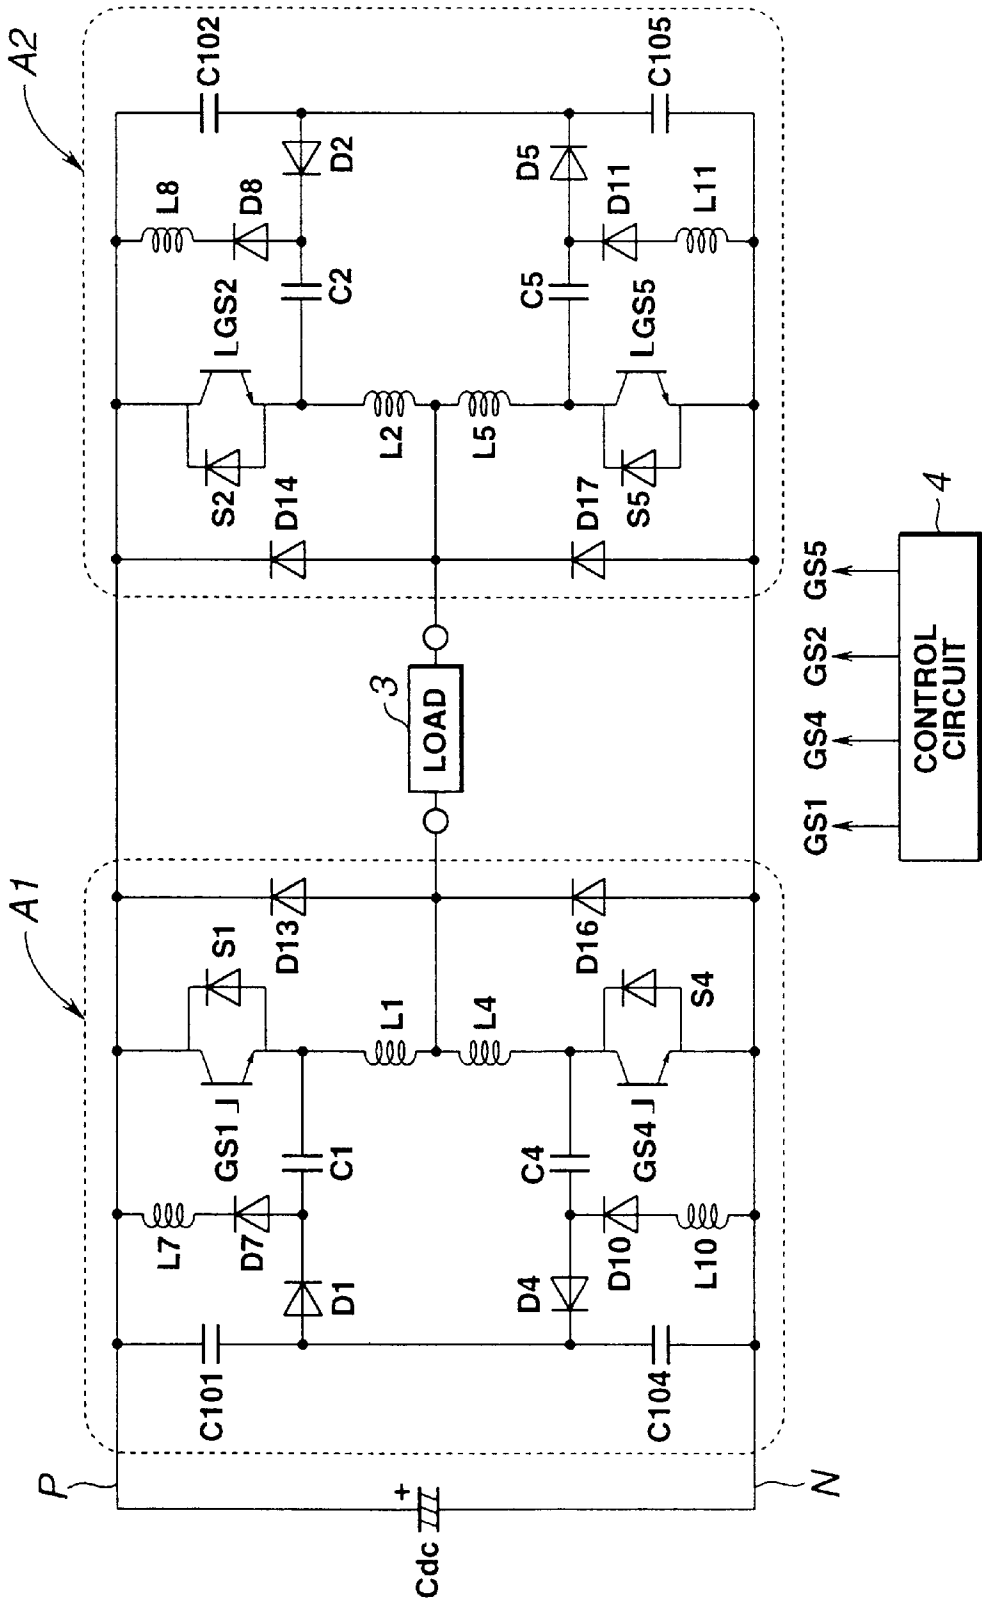 A1
A2
P
C101
L7
D7
GS1
S1
D13
D1
C1
L1
Cdc
+
D4
C4
L4
D16
C104
D10
L10
GS4
S4
N
3
LOAD
D14
S2
LGS2
L8
D8
C102
L2
C2
D2
L5
C5
D5
D17
S5
LGS5
D11
L11
C105
GS1
GS4
GS2
GS5
CONTROL
CIRCUIT
4